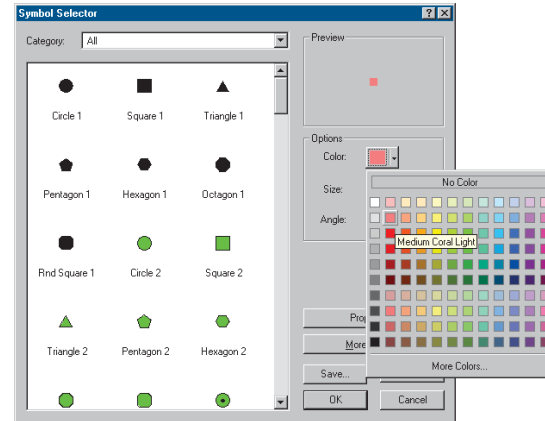 Symbol Selector
Category: All
Preview
Circle 1 Square 1 Triangle 1
Options
Color:
No Color
Pentagon 1 Hexagon 1 Octagon 1
Size:
Angle:
Medium Coral Light
Rnd Square 1 Circle 2 Square 2
Triangle 2 Pentagon 2 Hexagon 2
More
More Colors...
Save...
OK Cancel